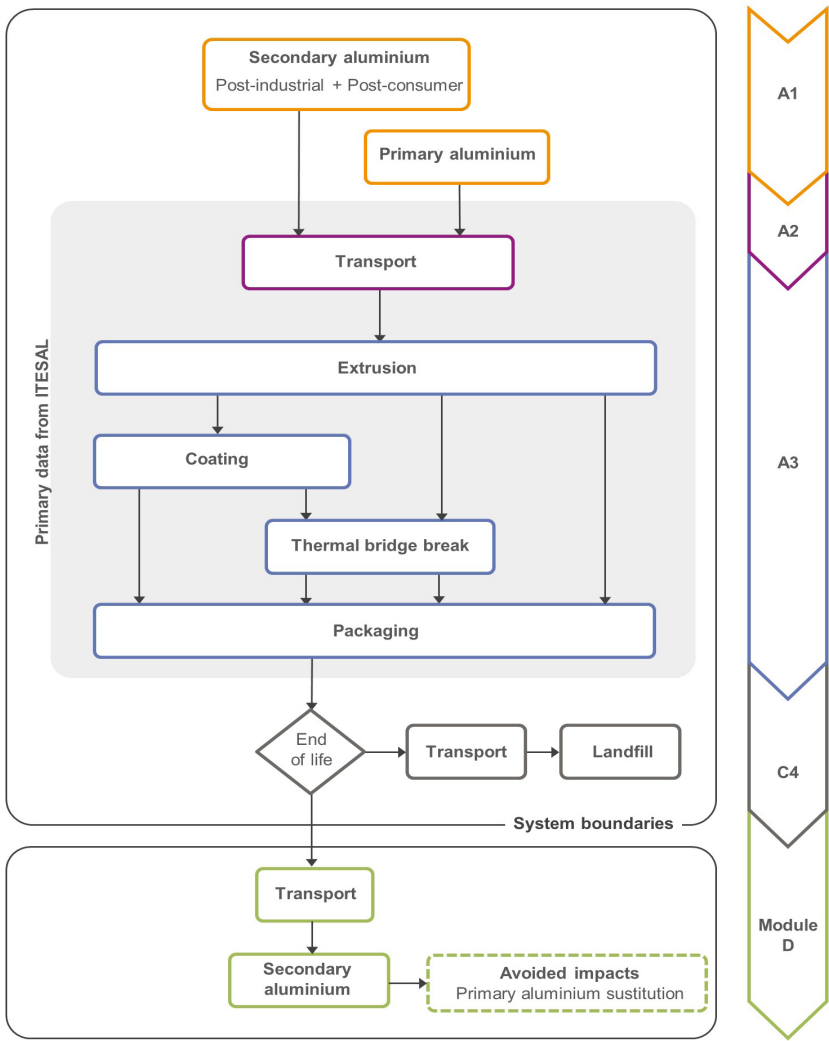 Secondary aluminium
Post-industrial + Post-consumer
Primary aluminium
Primary data from ITESAL
Transport
Extrusion
Coating
Thermal bridge break
Packaging
End
of life
Transport
Landfill
System boundaries
Transport
Secondary
aluminium
Avoided impacts
Primary aluminium sustitution
A1
A2
A3
C4
Module
D